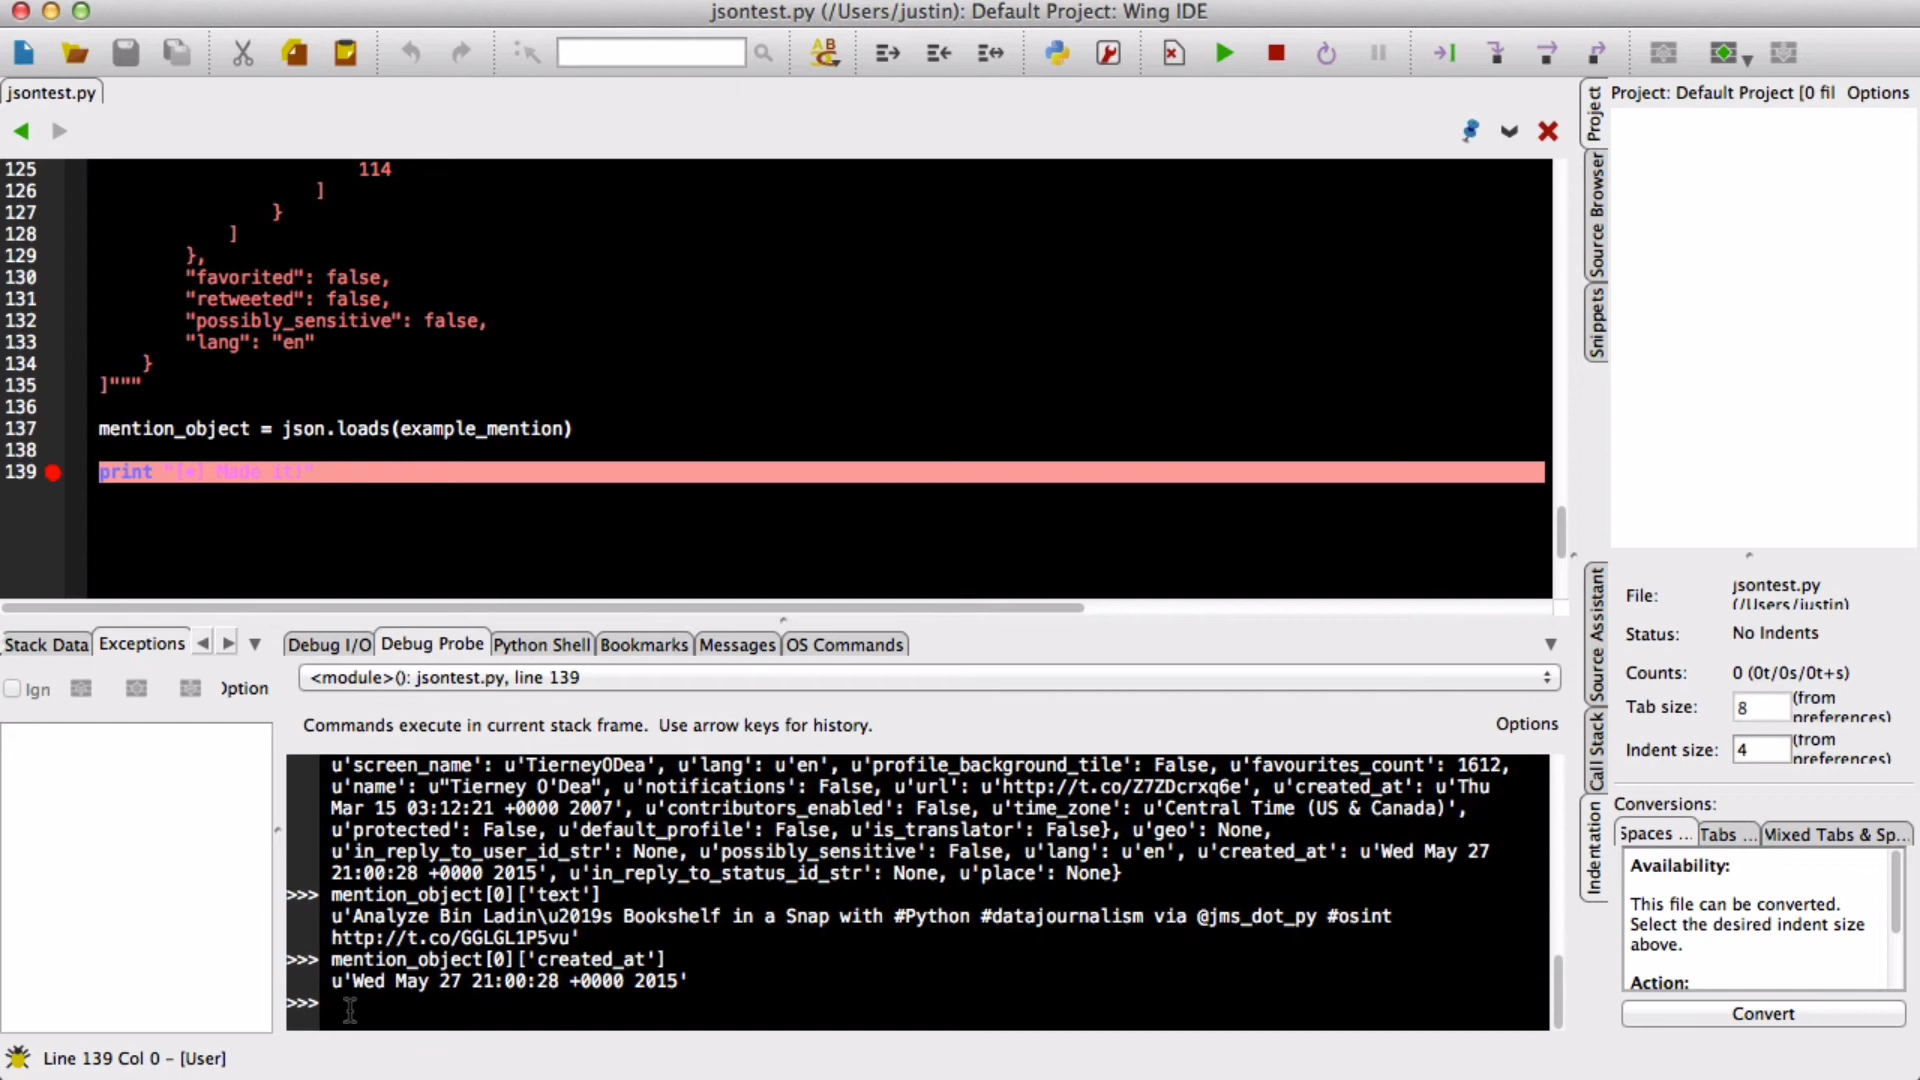 jsontest.py (/Users/justin): Default Project: Wing IDE
jsontest.py
Project: Default Project [0 fil
Options
Project
Source Browser
Snippets
125 114
126 ]
127 }
128 ]
129 },
130 "favorited": false,
131 "retweeted": false,
132 "possibly_sensitive": false,
133 "lang": "en"
134 }
135 ]"""
136
137 mention_object = json.loads(example_mention)
138
139 print "[*] Made it!"
Stack Data
Exceptions
Ign
Option
Debug I/O
Debug Probe
Python Shell
Bookmarks
Messages
OS Commands
<module>(): jsontest.py, line 139
Commands execute in current stack frame. Use arrow keys for history.
Options
u'screen_name': u'TierneyODea', u'lang': u'en', u'profile_background_tile': False, u'favourites_count': 1612,
u'name': u"Tierney O'Dea", u'notifications': False, u'url': u'http://t.co/Z7ZDcrxq6e', u'created_at': u'Thu
Mar 15 03:12:21 +0000 2007', u'contributors_enabled': False, u'time_zone': u'Central Time (US & Canada)',
u'protected': False, u'default_profile': False, u'is_translator': False}, u'geo': None,
u'in_reply_to_user_id_str': None, u'possibly_sensitive': False, u'lang': u'en', u'created_at': u'Wed May 27
21:00:28 +0000 2015', u'in_reply_to_status_id_str': None, u'place': None}
>>> mention_object[0]['text']
u'Analyze Bin Ladin\u2019s Bookshelf in a Snap with #Python #datajournalism via @jms_dot_py #osint
http://t.co/GGLGL1P5vu'
>>> mention_object[0]['created_at']
u'Wed May 27 21:00:28 +0000 2015'
>>>
Source Assistant
Call Stack
Indentation
File: jsontest.py
(/Users/justin)
Status: No Indents
Counts: 0 (0t/0s/0t+s)
Tab size: 8 (from
preferences)
Indent size: 4 (from
preferences)
Conversions:
Spaces ...
Tabs ...
Mixed Tabs & Sp...
Availability:
This file can be converted.
Select the desired indent size
above.
Action:
Convert
Line 139 Col 0 – [User]